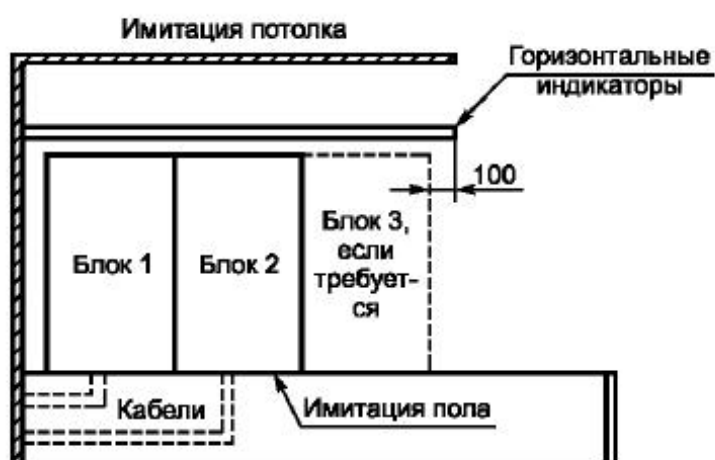 Имитация потолка
Горизонтальные
индикаторы
100
Блок 1
Блок 2
Блок 3,
если
требует-
ся
Кабели
Имитация пола